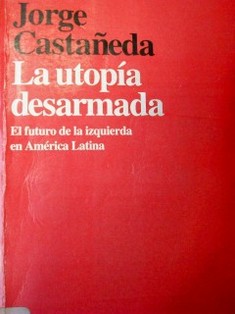 Jorge
Castañeda
La utopía
desarmada
El futuro de la izquierda
en América Latina